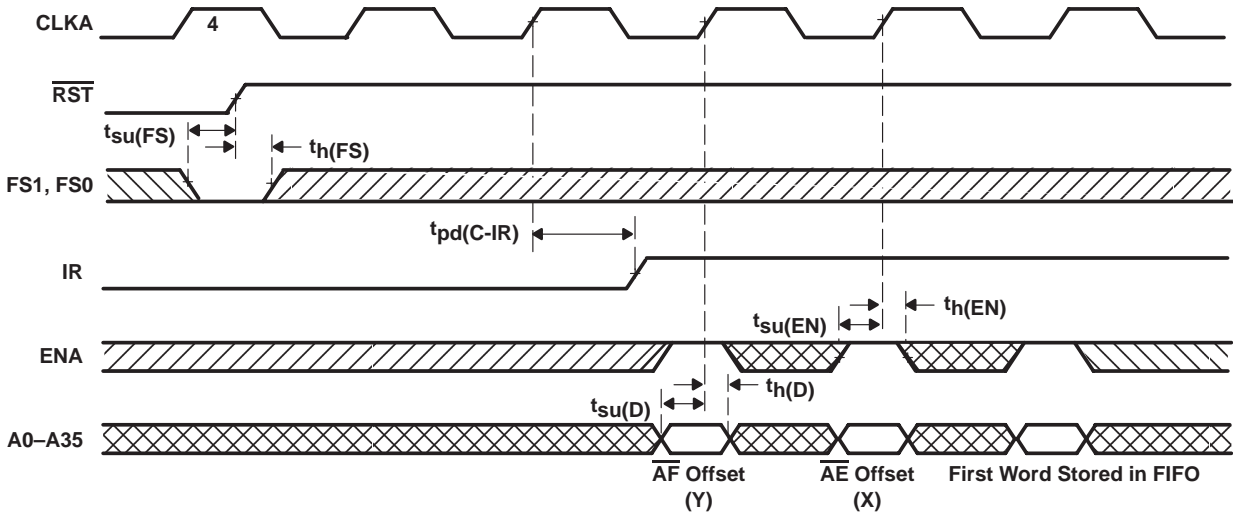 CLKA
4
RST
tsu(FS)
th(FS)
FS1, FS0
tpd(C-IR)
IR
tsu(EN)
th(EN)
ENA
tsu(D)
th(D)
A0–A35
AF Offset
(Y)
AE Offset
(X)
First Word Stored in FIFO